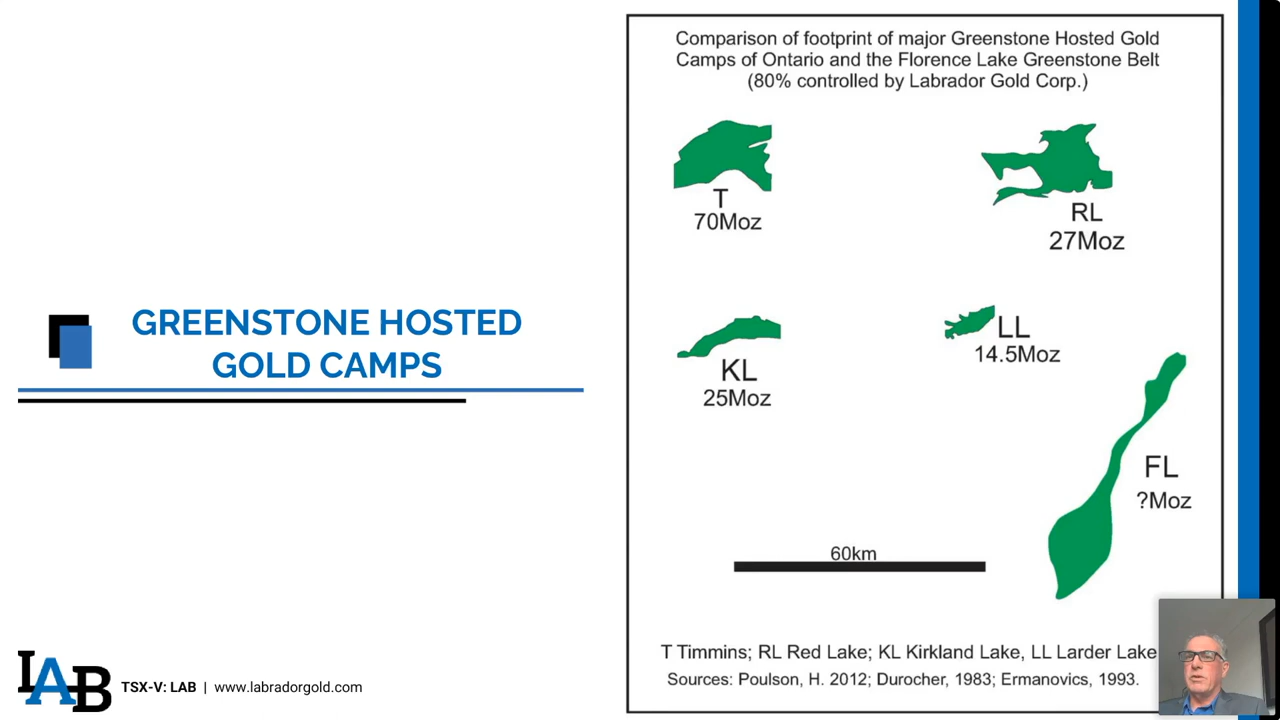 GREENSTONE HOSTED
GOLD CAMPS
LAB
TSX-V: LAB | www.labradorgold.com
Comparison of footprint of major Greenstone Hosted Gold
Camps of Ontario and the Florence Lake Greenstone Belt
(80% controlled by Labrador Gold Corp.)
T
70Moz
RL
27Moz
KL
25Moz
LL
14.5Moz
FL
?Moz
60km
T Timmins; RL Red Lake; KL Kirkland Lake, LL Larder Lake
Sources: Poulson, H. 2012; Durocher, 1983; Ermanovics, 1993.